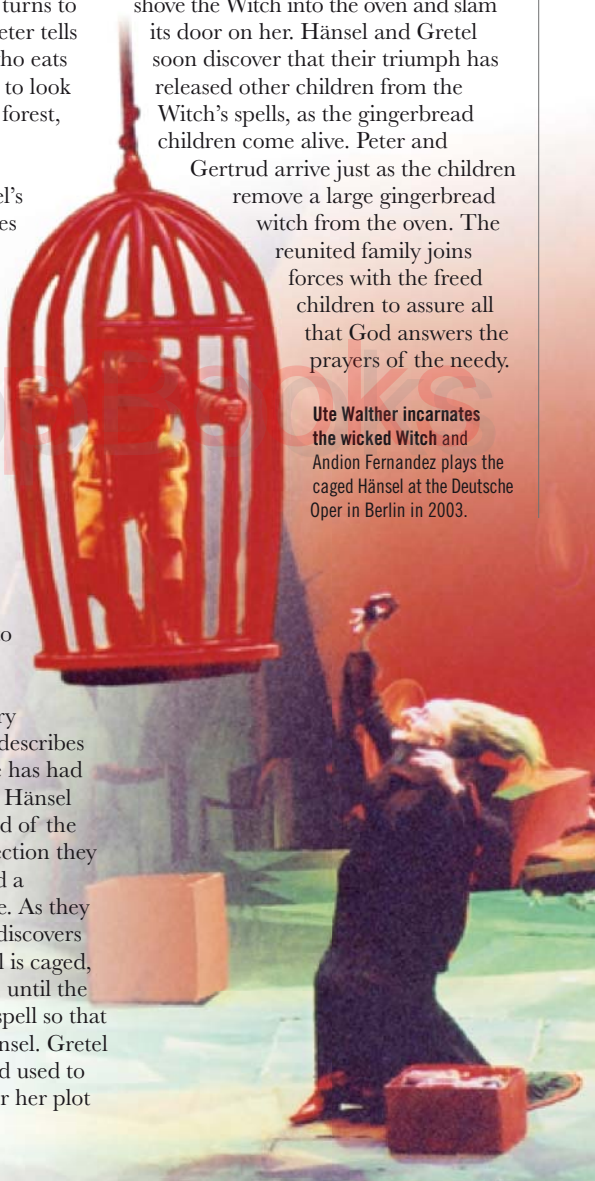 turns to
eter tells
ho eats
to look
forest,
el's
es
o
ry
describes
e has had
Hänsel
d of the
ection they
d a
e. As they
discovers
l is caged,
until the
spell so that
nsel. Gretel
d used to
r her plot
shove the Witch into the oven and slam
its door on her. Hänsel and Gretel
soon discover that their triumph has
released other children from the
Witch's spells, as the gingerbread
children come alive. Peter and
Gertrud arrive just as the children
remove a large gingerbread
witch from the oven. The
reunited family joins
forces with the freed
children to assure all
that God answers the
prayers of the needy.
Ute Walther incarnates
the wicked Witch and
Andion Fernandez plays the
caged Hänsel at the Deutsche
Oper in Berlin in 2003.
pBooks